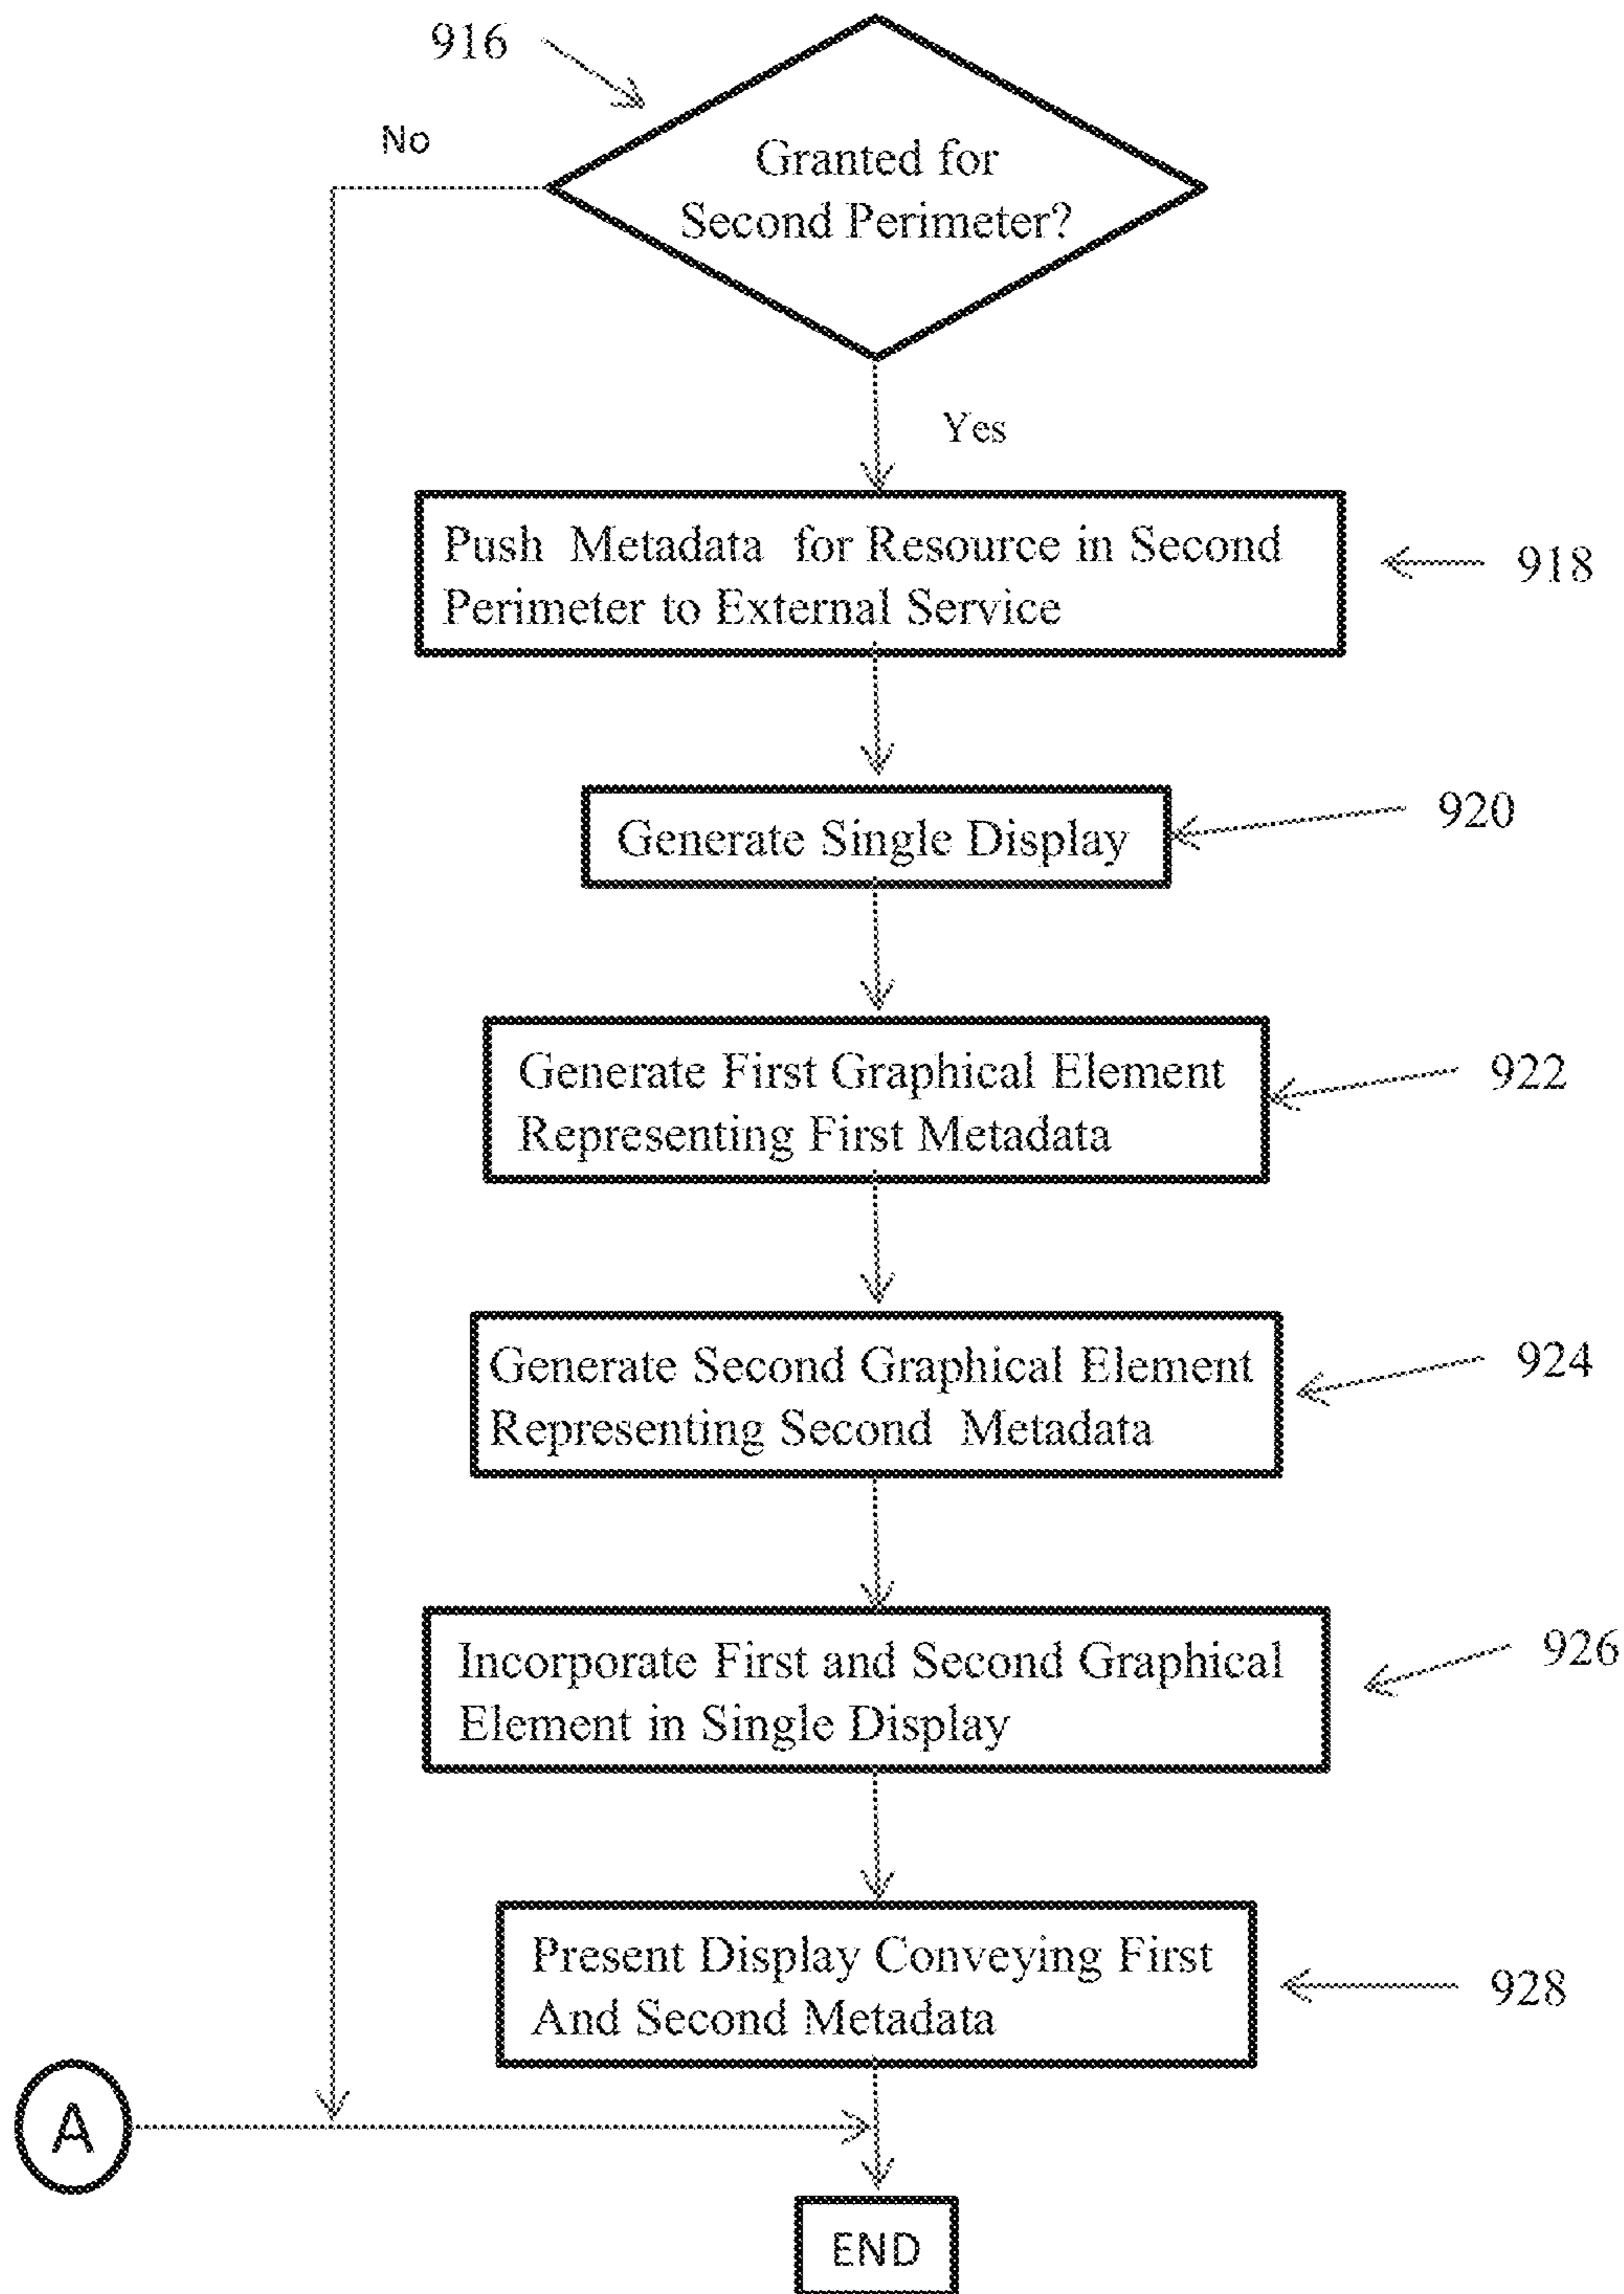 916
No
Granted for
Second Perimeter?
Yes
Push Metadata for Resource in Second
Perimeter to External Service
918
Generate Single Display
920
Generate First Graphical Element
Representing First Metadata
922
Generate Second Graphical Element
Representing Second Metadata
924
Incorporate First and Second Graphical
Element in Single Display
926
Present Display Conveying First
And Second Metadata
928
A
END